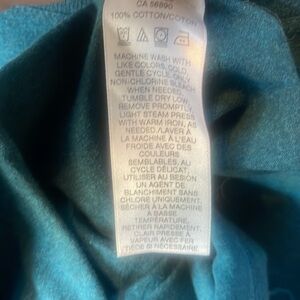 CA 56890
100% COTTON/COTON
MACHINE WASH WITH
LIKE COLORS, COLD,
GENTLE CYCLE, ONLY
NON-CHLORINE BLEACH
WHEN NEEDED,
TUMBLE DRY LOW,
REMOVE PROMPTLY,
LIGHT STEAM PRESS
WITH WARM IRON, AS
NEEDED./LAVER À
LA MACHINE À L'EAU
FROIDE AVEC DES
COULEURS
SEMBLABLES, AU
CYCLE DÉLICAT,
UTILISER AU BESOIN
UN AGENT DE
BLANCHIMENT SANS
CHLORE UNIQUEMENT.
SÉCHER À LA MACHINE
À BASSE
TEMPÉRATURE.
RETIRER RAPIDEMENT.
CLAIR PRESSE À
VAPEUR AVEC FER
TIÈDE SI NÉCESSAIRE.